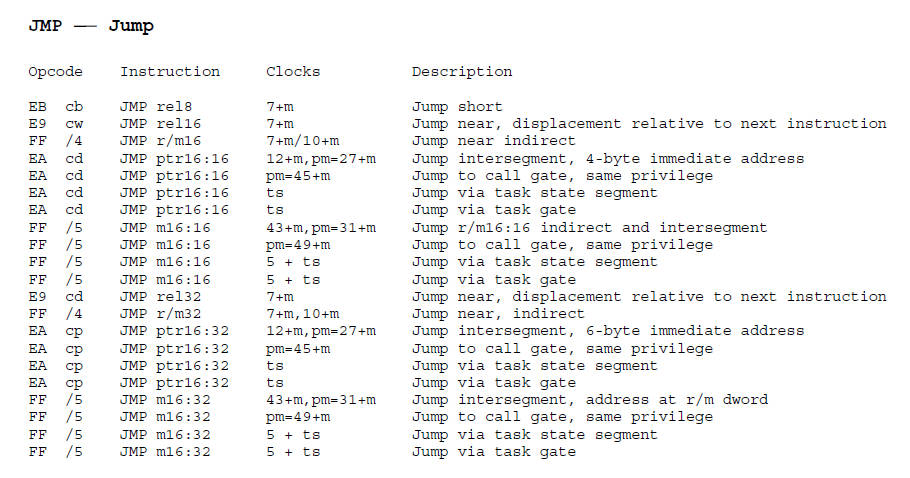 JMP —— Jump
Opcode Instruction Clocks Description
EB cb JMP rel8 7+m Jump short
E9 cw JMP rel16 7+m Jump near, displacement relative to next instruction
FF /4 JMP r/m16 7+m/10+m Jump near indirect
EA cd JMP ptr16:16 12+m,pm=27+m Jump intersegment, 4-byte immediate address
EA cd JMP ptr16:16 pm=45+m Jump to call gate, same privilege
EA cd JMP ptr16:16 ts Jump via task state segment
EA cd JMP ptr16:16 ts Jump via task gate
FF /5 JMP m16:16 43+m,pm=31+m Jump r/m16:16 indirect and intersegment
FF /5 JMP m16:16 pm=49+m Jump to call gate, same privilege
FF /5 JMP m16:16 5 + ts Jump via task state segment
FF /5 JMP m16:16 5 + ts Jump via task gate
E9 cd JMP rel32 7+m Jump near, displacement relative to next instruction
FF /4 JMP r/m32 7+m,10+m Jump near, indirect
EA cp JMP ptr16:32 12+m,pm=27+m Jump intersegment, 6-byte immediate address
EA cp JMP ptr16:32 pm=45+m Jump to call gate, same privilege
EA cp JMP ptr16:32 ts Jump via task state segment
EA cp JMP ptr16:32 ts Jump via task gate
FF /5 JMP m16:32 43+m,pm=31+m Jump intersegment, address at r/m dword
FF /5 JMP m16:32 pm=49+m Jump to call gate, same privilege
FF /5 JMP m16:32 5 + ts Jump via task state segment
FF /5 JMP m16:32 5 + ts Jump via task gate